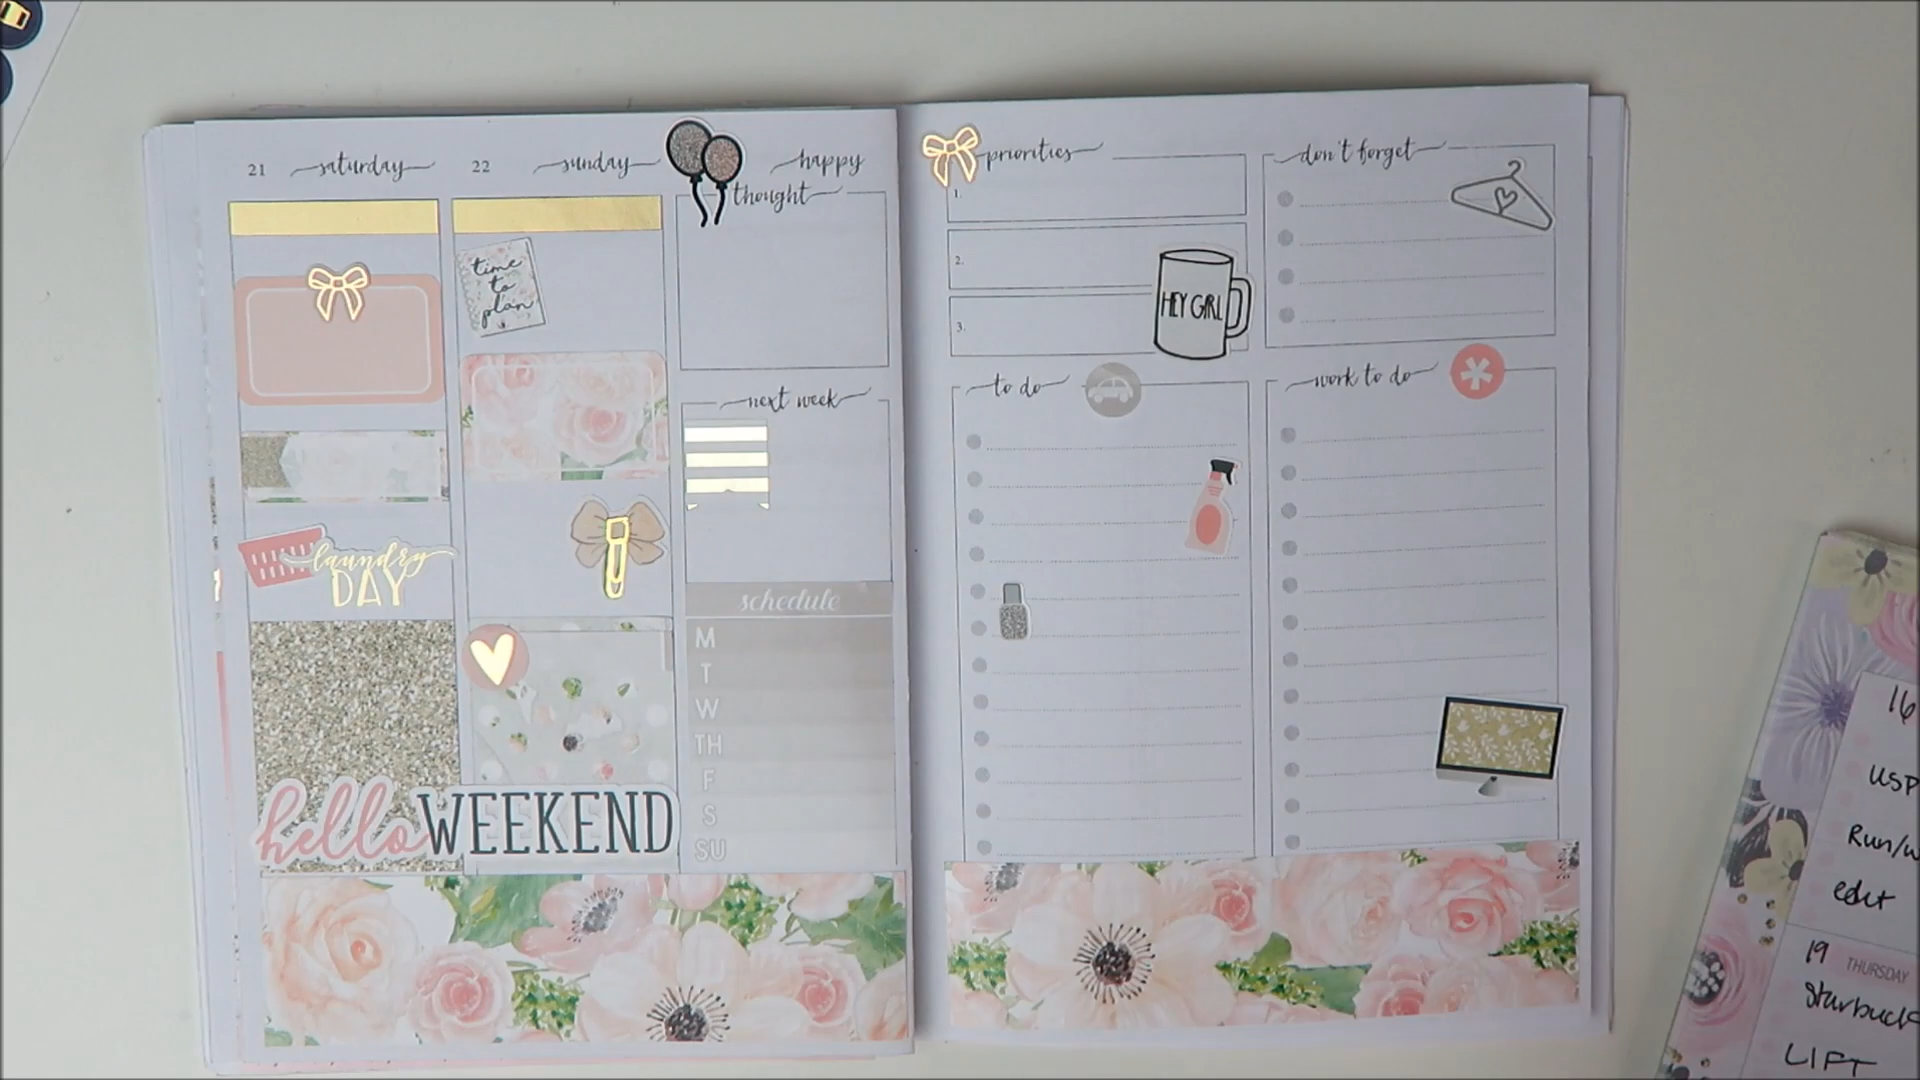 21 saturday
22 sunday
happy
thought
time
to
plan
next week
laundry
DAY
schedule
M
T
W
TH
F
S
SU
hello WEEKEND
priorities
1.
2.
3.
HEY GIRL
don't forget
to do
work to do
16
USP
Run/w
edit
19 THURSDAY
Starbuck
LIFT